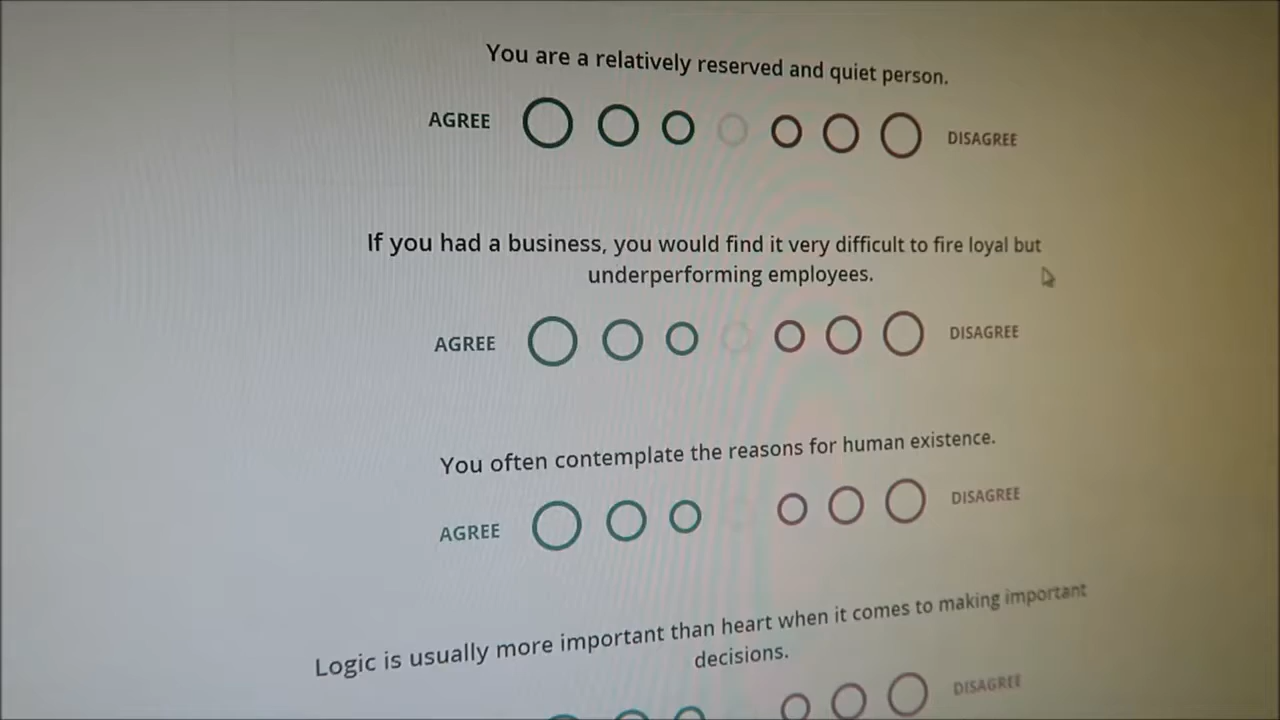 You are a relatively reserved and quiet person.
AGREE DISAGREE
If you had a business, you would find it very difficult to fire loyal but
underperforming employees.
AGREE DISAGREE
You often contemplate the reasons for human existence.
AGREE DISAGREE
Logic is usually more important than heart when it comes to making important
decisions.
DISAGREE